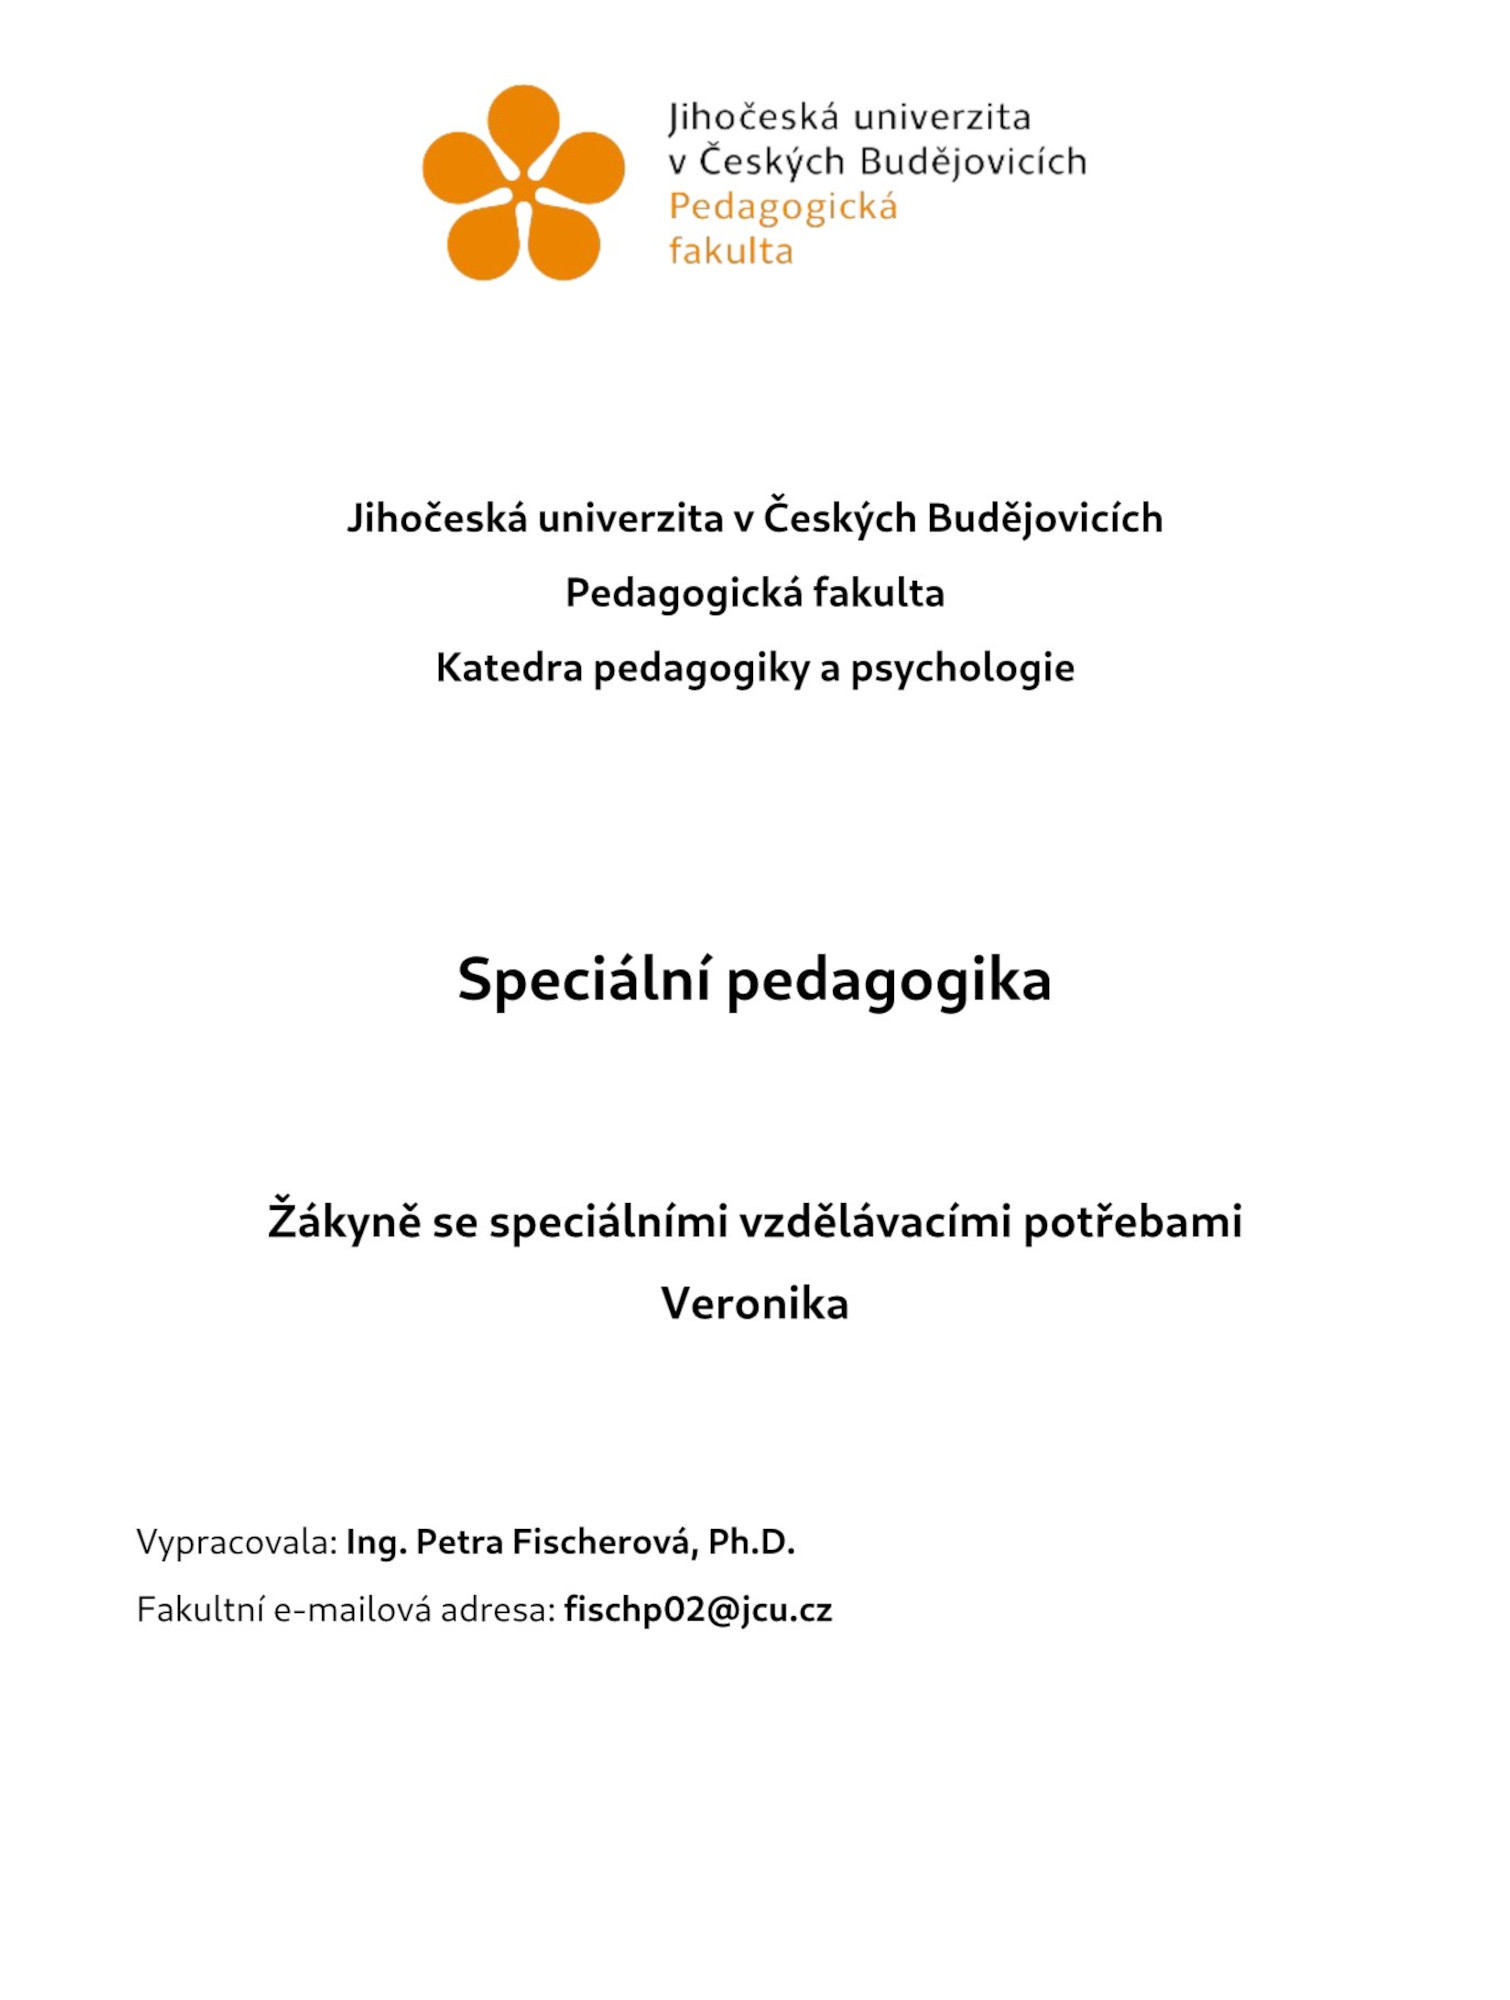 Jihočeská univerzita
v Českých Budějovicích
Pedagogická
fakulta
Jihočeská univerzita v Českých Budějovicích
Pedagogická fakulta
Katedra pedagogiky a psychologie
Speciální pedagogika
Žákyně se speciálními vzdělávacími potřebami
Veronika
Vypracovala: Ing. Petra Fischerová, Ph.D.
Fakultní e-mailová adresa: fischp02@jcu.cz